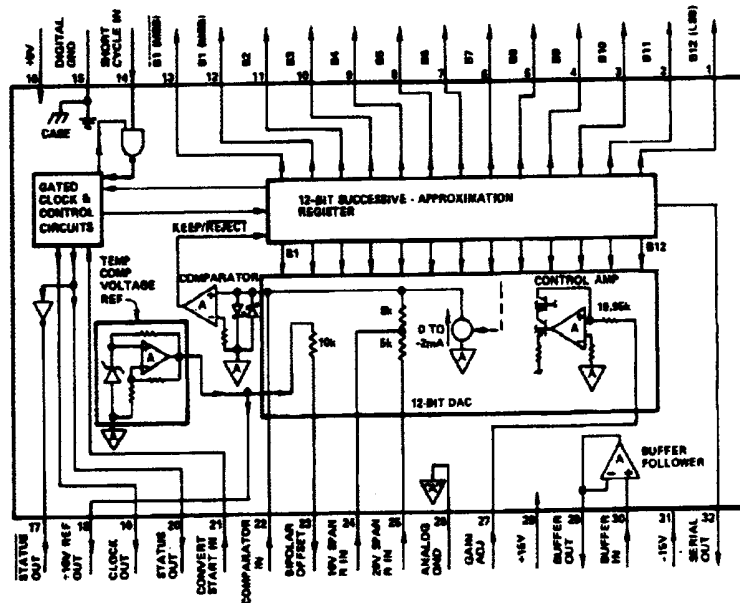 +5V
DIGITAL GND
SHORT CYCLE IN
B1 (MSB)
B1 (MSB)
B2
B3
B4
B5
B6
B7
B8
B9
B10
B11
B12 (LSB)
16
15
14
13
12
11
10
9
8
7
6
5
4
3
2
1
CASE
GATED
CLOCK &
CONTROL
CIRCUITS
12-BIT SUCCESSIVE - APPROXIMATION
REGISTER
KEEP/REJECT
B1
B12
TEMP
COMP
VOLTAGE
REF
COMPARATOR
CONTROL AMP
A
5k
5k
10k
0 TO
-2mA
19.95k
A
A
A
A
A
A
12-BIT DAC
A
A
BUFFER
FOLLOWER
17
18
19
20
21
22
23
24
25
26
27
28
29
30
31
32
STATUS OUT
+10V REF OUT
CLOCK OUT
STATUS OUT
CONVERT START IN
COMPARATOR IN
BIPOLAR OFFSET
10V SPAN R IN
20V SPAN R IN
ANALOG GND
GAIN ADJ
+15V
BUFFER OUT
BUFFER IN
-15V
SERIAL OUT